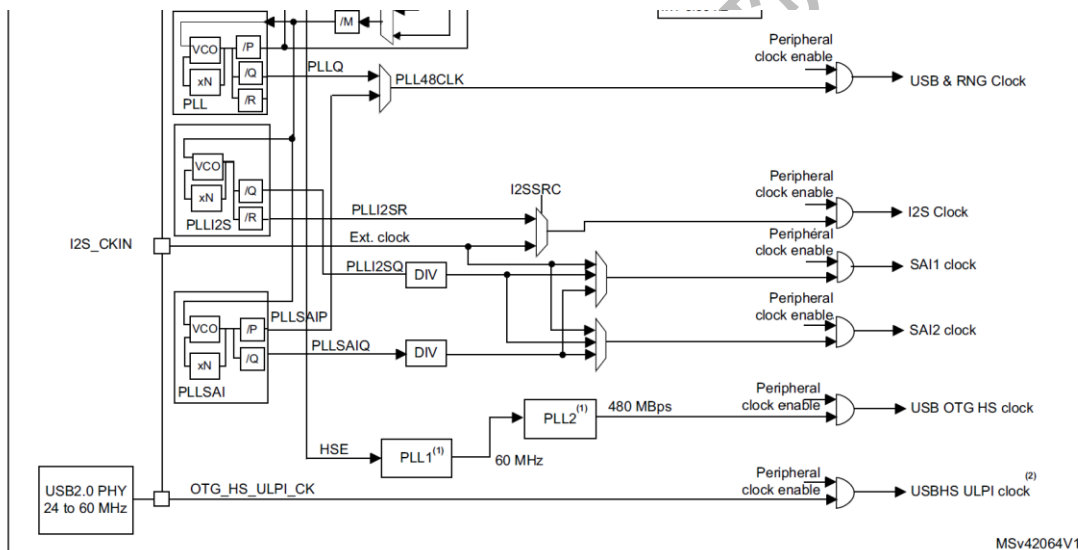 /M
Peripheral
clock enable
VCO
/P
xN
/Q
/R
PLL
PLLQ
PLL48CLK
USB & RNG Clock
VCO
xN
/Q
/R
PLLI2S
I2SSRC
PLLI2SR
Peripheral
clock enable
I2S Clock
I2S_CKIN
Ext. clock
PLLI2SQ
DIV
Peripheral
clock enable
SAI1 clock
VCO
xN
/P
/Q
PLLSAI
PLLSAIP
PLLSAIQ
DIV
Peripheral
clock enable
SAI2 clock
HSE
PLL1(1)
60 MHz
PLL2(1)
480 MBps
Peripheral
clock enable
USB OTG HS clock
USB2.0 PHY
24 to 60 MHz
OTG_HS_ULPI_CK
Peripheral
clock enable
USBHS ULPI clock(2)
MSv42064V1